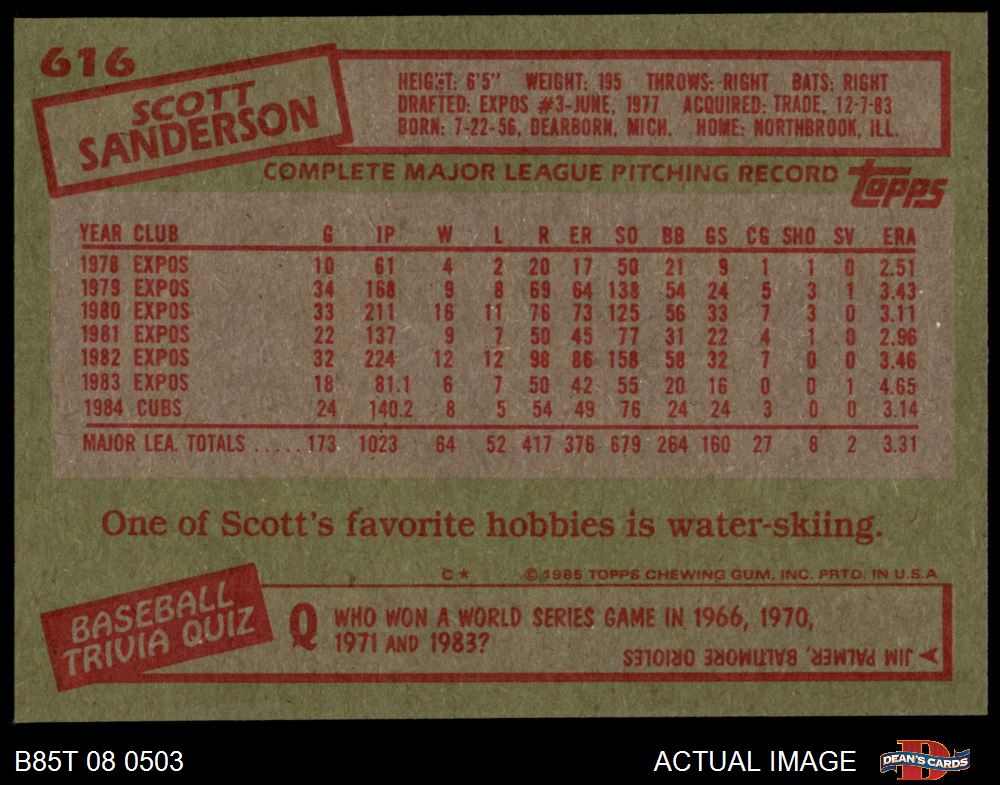 616
SCOTT
SANDERSON
HEIGHT: 6'5" WEIGHT: 195 THROWS: RIGHT BATS: RIGHT
DRAFTED: EXPOS #3-JUNE, 1977 ACQUIRED: TRADE, 12-7-83
BORN: 7-22-56, DEARBORN, MICH. HOME: NORTHBROOK, ILL.
COMPLETE MAJOR LEAGUE PITCHING RECORD
topps
YEAR CLUB G IP W L R ER SO BB GS CG SHO SV ERA
1978 EXPOS 10 61 4 2 20 17 50 21 9 1 1 0 2.51
1979 EXPOS 34 168 9 8 69 64 138 54 24 5 3 1 3.43
1980 EXPOS 33 211 16 11 76 73 125 56 33 7 3 0 3.11
1981 EXPOS 22 137 9 7 50 45 77 31 22 4 1 0 2.96
1982 EXPOS 32 224 12 12 98 86 158 58 32 7 0 0 3.46
1983 EXPOS 18 81.1 6 7 50 42 55 20 16 0 0 1 4.65
1984 CUBS 24 140.2 8 5 54 49 76 24 24 3 0 0 3.14
MAJOR LEA. TOTALS .....173 1023 64 52 417 376 679 264 160 27 8 2 3.31
One of Scott's favorite hobbies is water-skiing.
C★ ©1985 TOPPS CHEWING GUM, INC. PRTD. IN U.S.A
BASEBALL
TRIVIA QUIZ
Q WHO WON A WORLD SERIES GAME IN 1966, 1970,
1971 AND 1983?
JIM PALMER, BALTIMORE ORIOLES
B85T 08 0503
ACTUAL IMAGE
D
DEAN'S CARDS